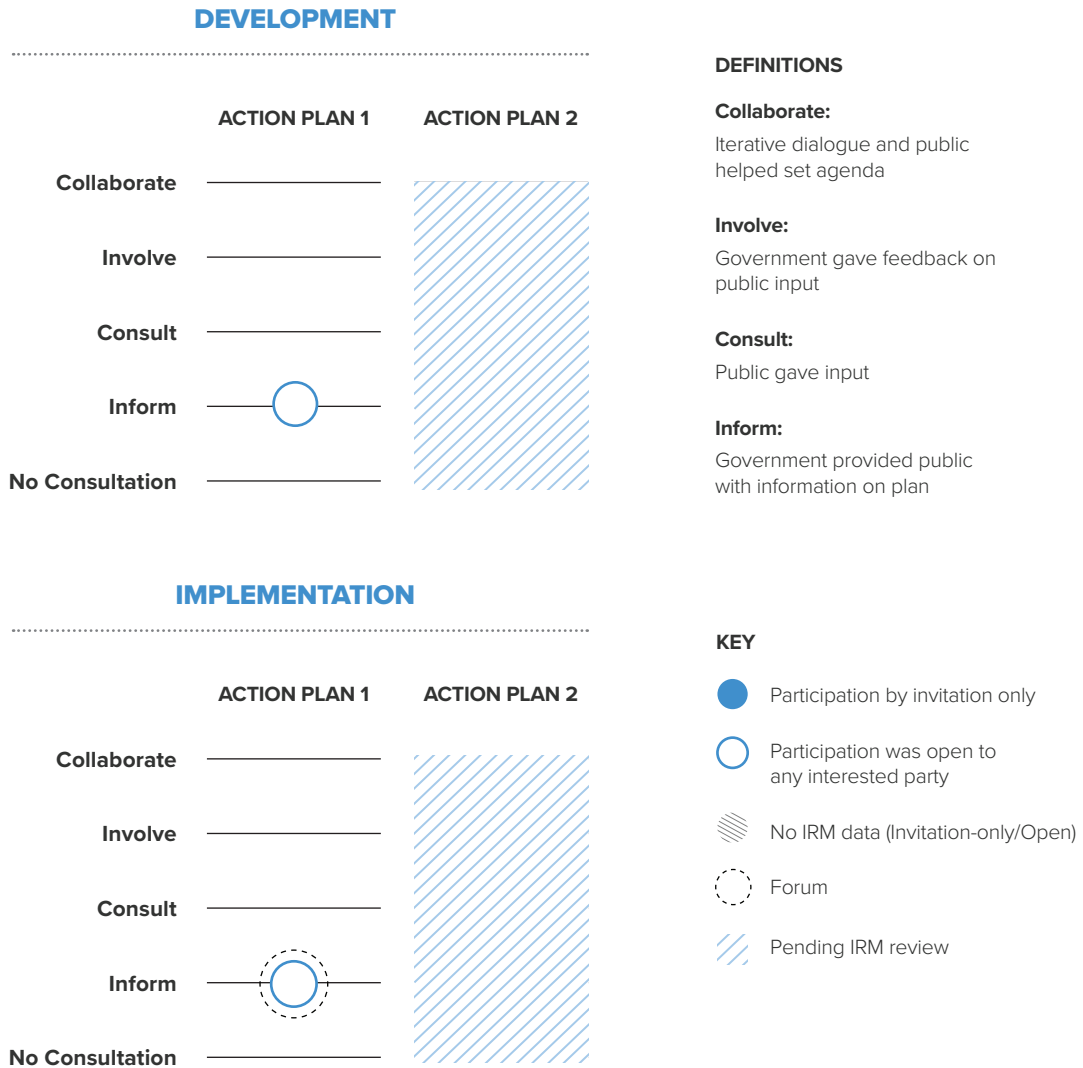 DEVELOPMENT
ACTION PLAN 1
ACTION PLAN 2
Collaborate
Involve
Consult
Inform
No Consultation
DEFINITIONS
Collaborate:
Iterative dialogue and public
helped set agenda
Involve:
Government gave feedback on
public input
Consult:
Public gave input
Inform:
Government provided public
with information on plan
IMPLEMENTATION
ACTION PLAN 1
ACTION PLAN 2
Collaborate
Involve
Consult
Inform
No Consultation
KEY
Participation by invitation only
Participation was open to
any interested party
No IRM data (Invitation-only/Open)
Forum
Pending IRM review